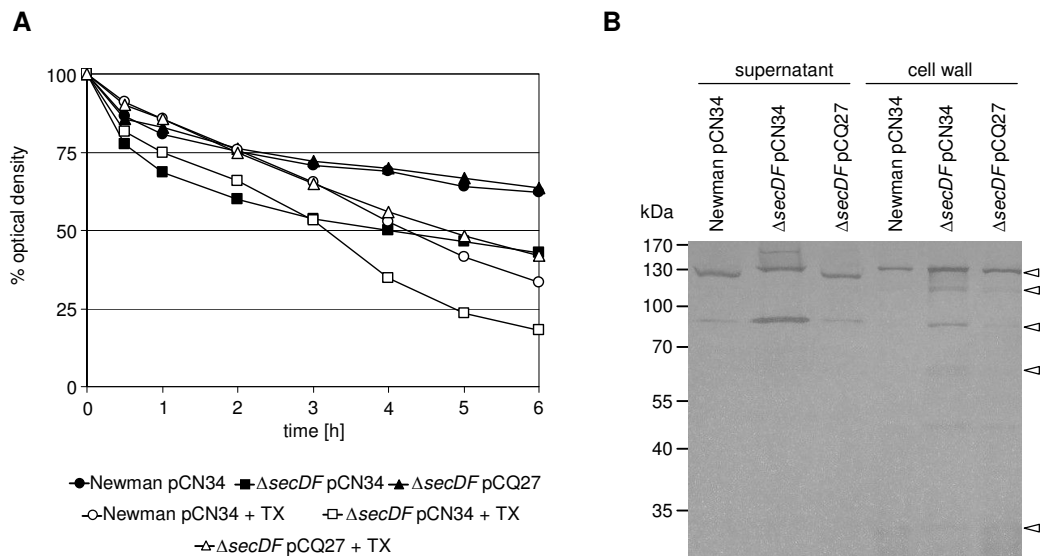 A
B
% optical density
100
75
50
25
0
0 1 2 3 4 5 6
time [h]
Newman pCN34
ΔsecDF pCN34
ΔsecDF pCQ27
Newman pCN34 + TX
ΔsecDF pCN34 + TX
ΔsecDF pCQ27 + TX
supernatant
cell wall
Newman pCN34
ΔsecDF pCN34
ΔsecDF pCQ27
Newman pCN34
ΔsecDF pCN34
ΔsecDF pCQ27
kDa
170
130
100
70
55
40
35